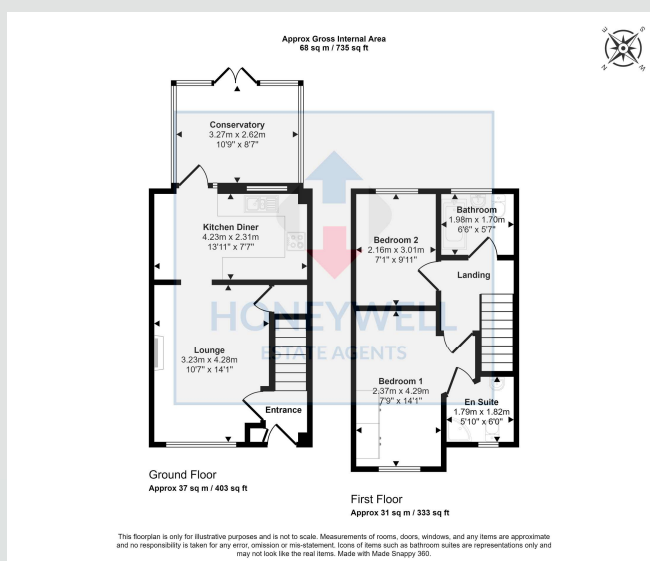 Approx Gross Internal Area
68 sq m / 735 sq ft
N
E
S
W
Conservatory
3.27m x 2.62m
10'9" x 8'7"
Kitchen Diner
4.23m x 2.31m
13'11" x 7'7"
Lounge
3.23m x 4.28m
10'7" x 14'1"
Entrance
Ground Floor
Approx 37 sq m / 403 sq ft
Bedroom 2
2.16m x 3.01m
7'1" x 9'11"
Bathroom
1.98m x 1.70m
6'6" x 5'7"
Landing
Bedroom 1
2.37m x 4.29m
7'9" x 14'1"
En Suite
1.79m x 1.82m
5'10" x 6'0"
First Floor
Approx 31 sq m / 333 sq ft
HONEYWELL
ESTATE AGENTS
This floorplan is only for illustrative purposes and is not to scale. Measurements of rooms, doors, windows, and any items are approximate
and no responsibility is taken for any error, omission or mis-statement. Icons of items such as bathroom suites are representations only and
may not look like the real items. Made with Made Snappy 360.